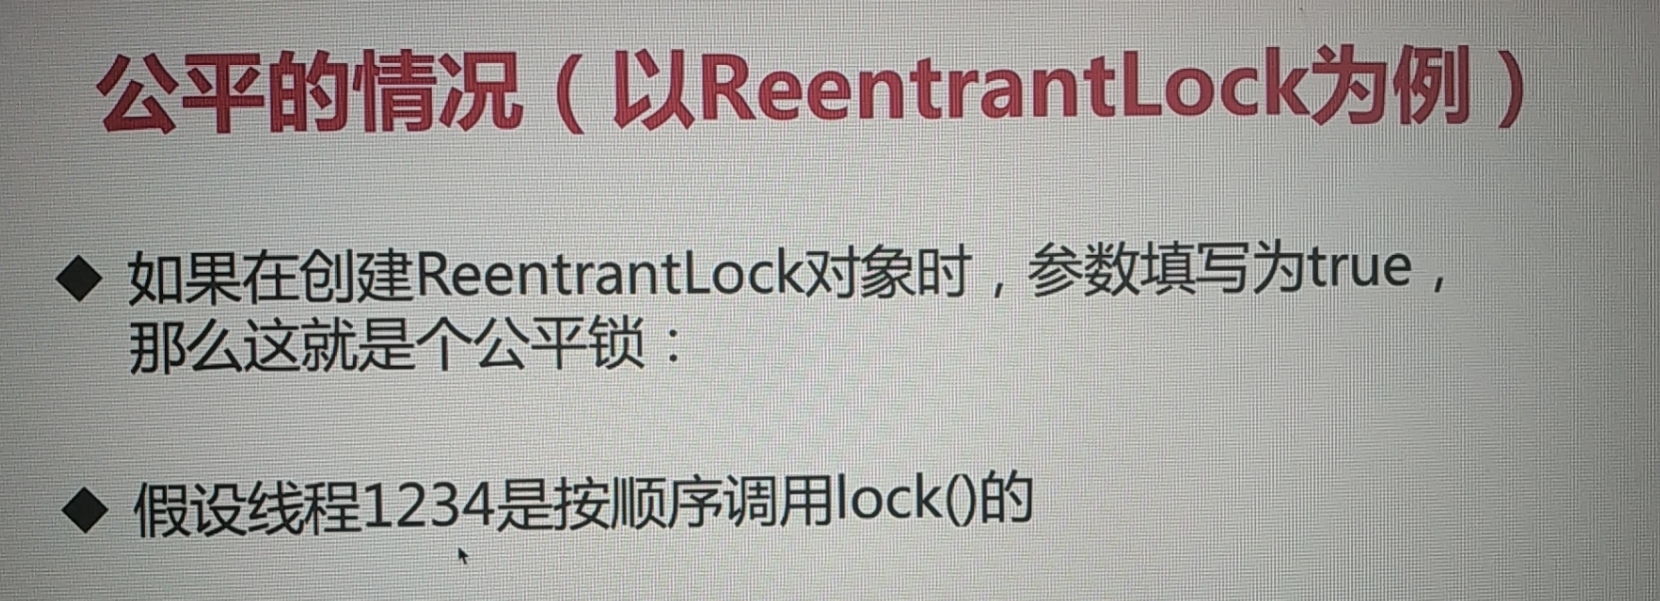 公平的情况（以ReentrantLock为例）
◆ 如果在创建ReentrantLock对象时，参数填写为true，
那么这就是个公平锁：
◆ 假设线程1234是按顺序调用lock()的